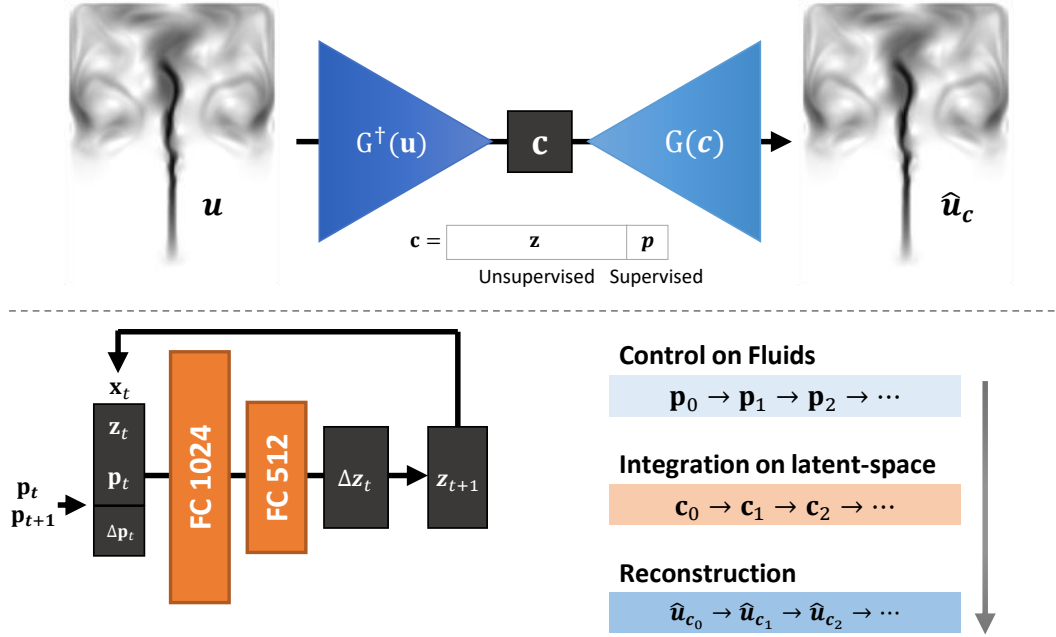 u
G†(u)
c
G(c)
û_c
c = z p
Unsupervised Supervised
x_t
z_t
p_t
Δp_t
p_t
p_{t+1}
FC 1024
FC 512
Δz_t
z_{t+1}
Control on Fluids
p_0 → p_1 → p_2 → ⋯
Integration on latent-space
c_0 → c_1 → c_2 → ⋯
Reconstruction
û_{c_0} → û_{c_1} → û_{c_2} → ⋯